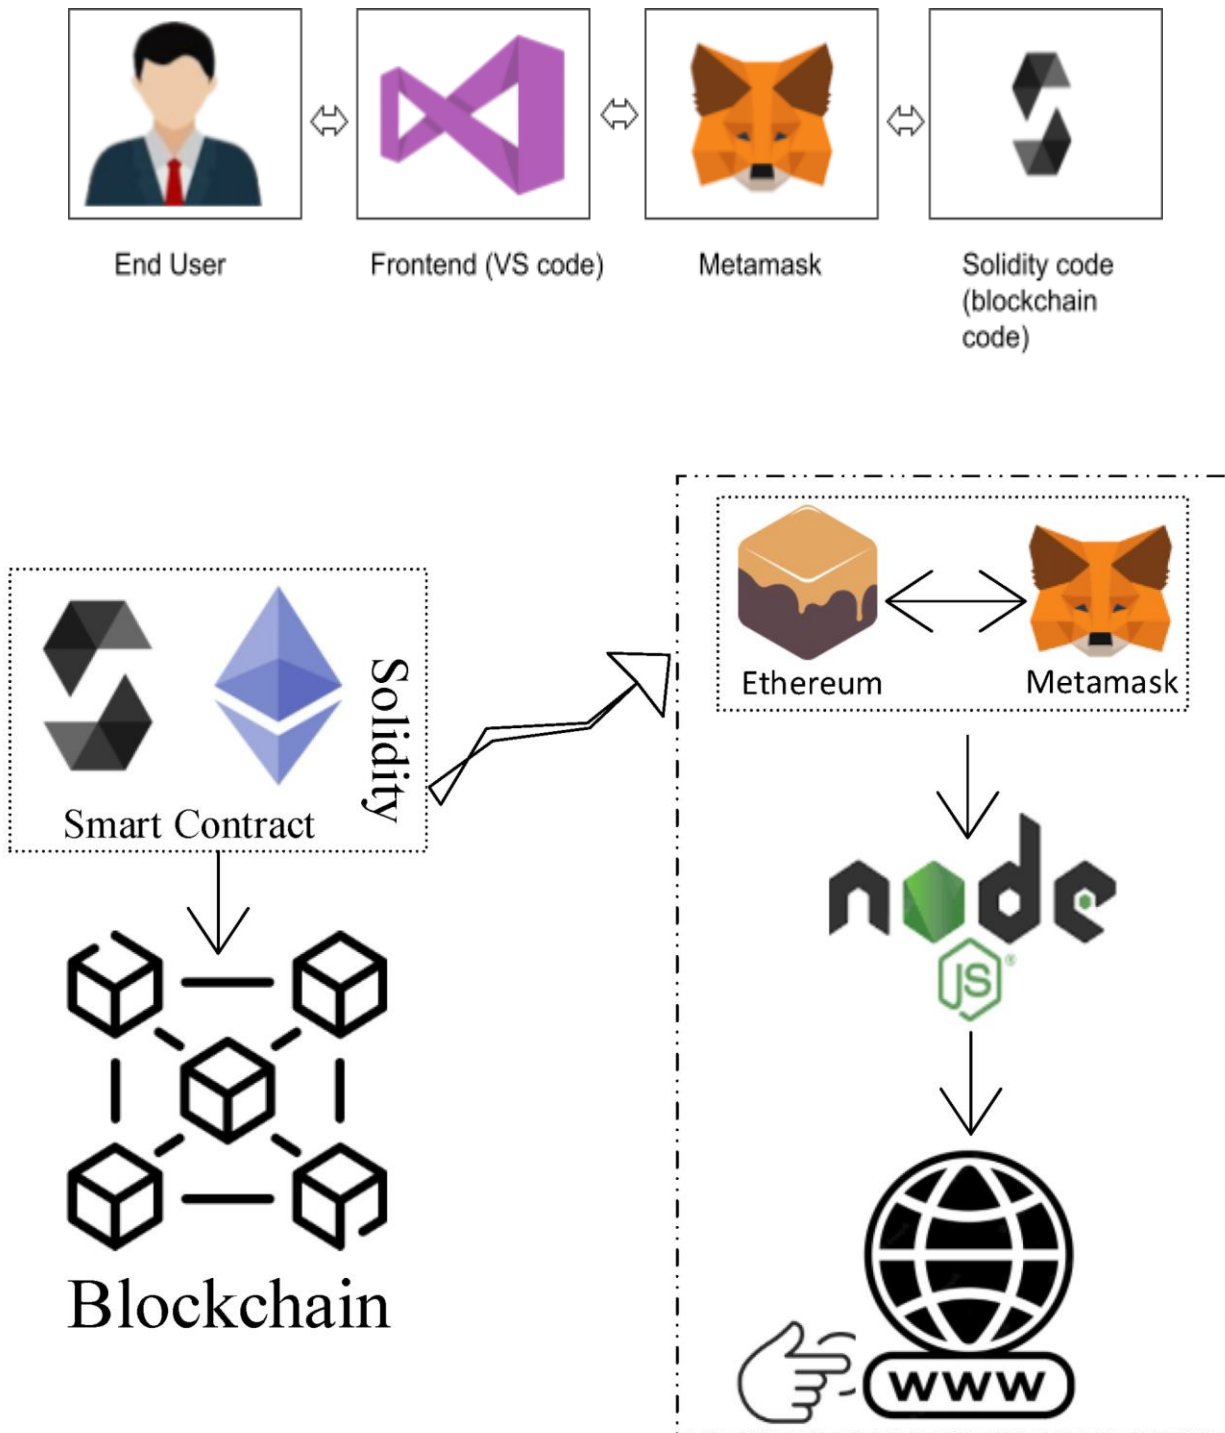 End User
Frontend (VS code)
Metamask
Solidity code
(blockchain
code)
Ethereum
Metamask
Solidity
Smart Contract
node
JS®
Blockchain
www